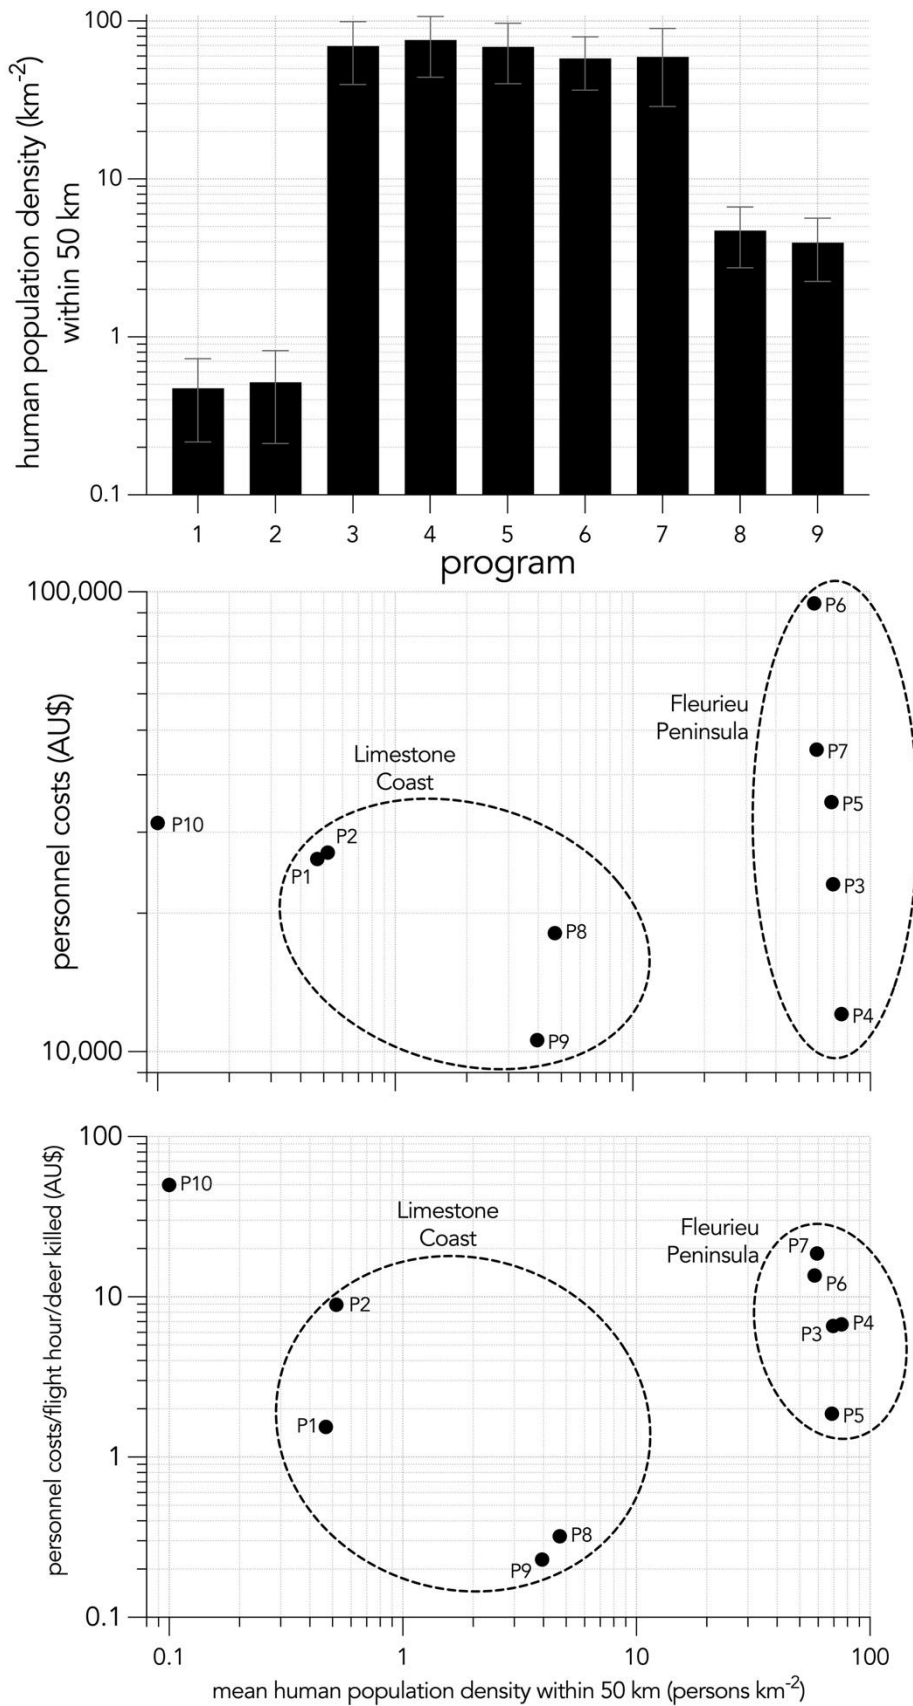 human population density (km-2)
within 50 km
100
10
1
0.1
1 2 3 4 5 6 7 8 9
program
personnel costs (AU$)
100,000
10,000
P6
Fleurieu
Peninsula
P7
Limestone
Coast
P5
P10
P2
P1
P3
P8
P4
P9
personnel costs/flight hour/deer killed (AU$)
100
10
1
0.1
P10
Limestone
Coast
Fleurieu
Peninsula
P7
P6
P2
P4
P3
P1
P5
P8
P9
0.1 1 10 100
mean human population density within 50 km (persons km-2)